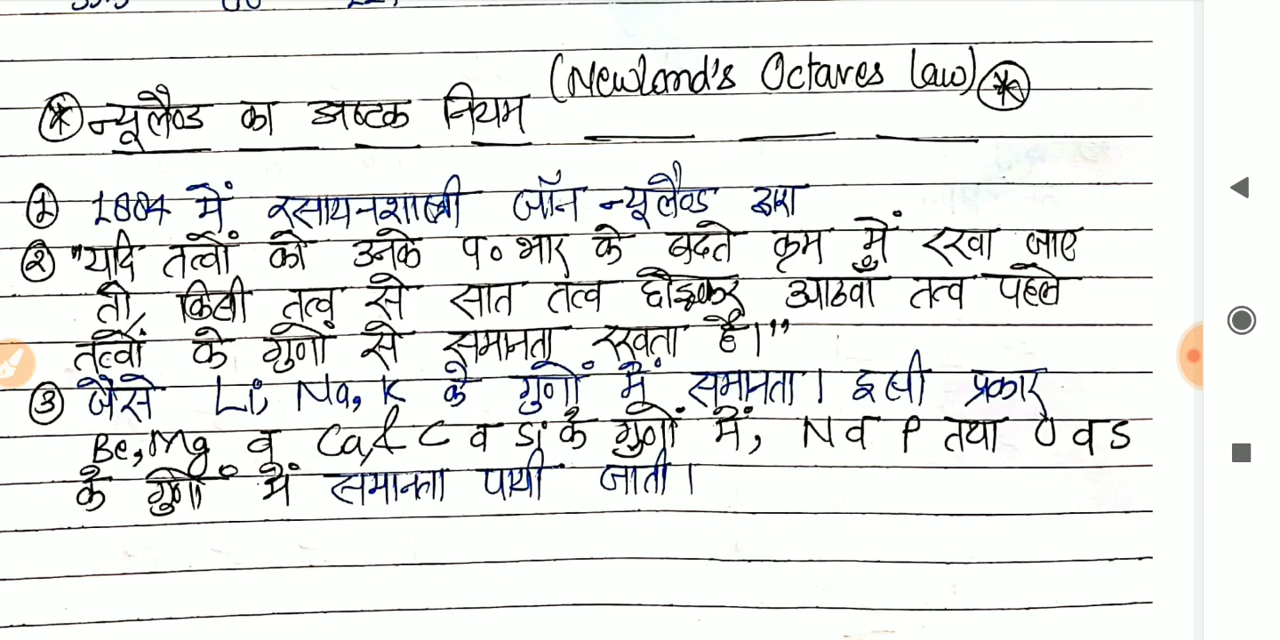 (Newland's Octaves Law)
न्यूलैण्ड का अष्टक नियम
① 1864 में रसायनशास्त्री जॉन न्यूलैण्ड द्वारा
② "यदि तत्वों को उनके प० भार के बढते क्रम में रखा जाए
तो, किसी तत्व से सात तत्व छोड़कर आठवाँ तत्व पहले
तत्वों के गुणों से समानता रखता है।"
③ जैसे Li, Na, K के गुणों में समानता। इसी प्रकार
Be, Mg व Ca, & C व Si के गुणों में, N व P तथा O व S
के गुणों में समानता पायी जाती।